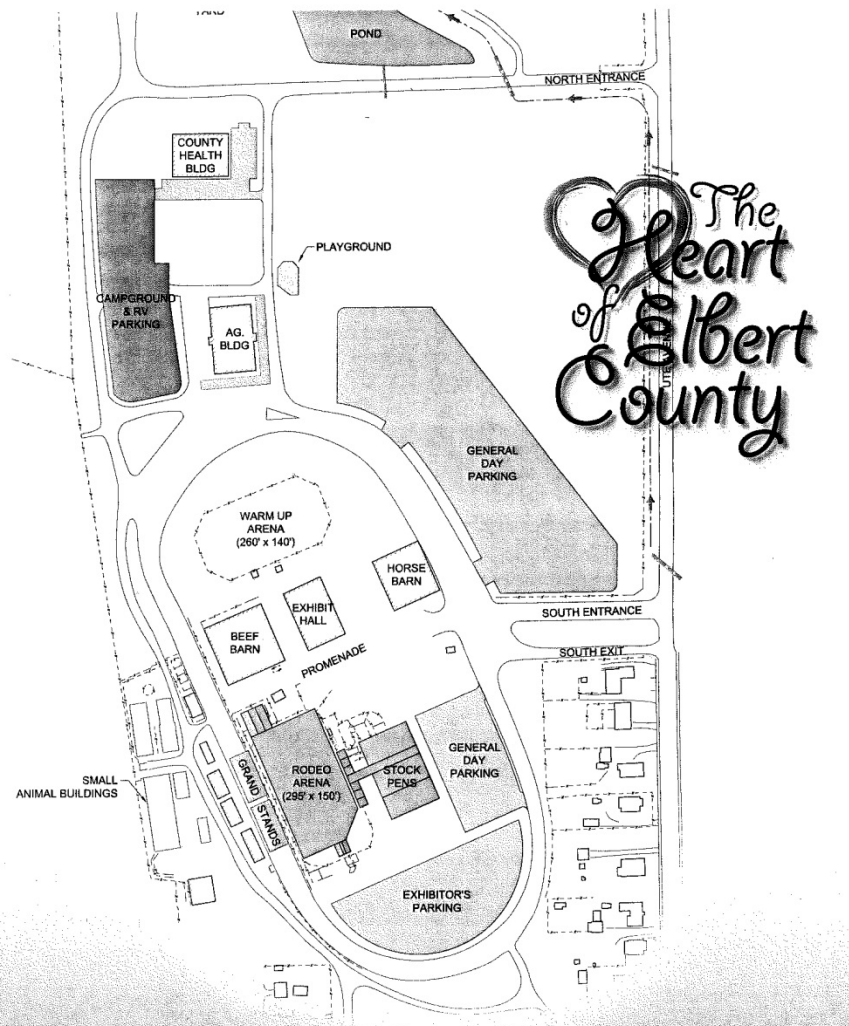 YARD
POND
NORTH ENTRANCE
COUNTY
HEALTH
BLDG
The
Heart
of Elbert
County
PLAYGROUND
CAMPGROUND
& RV
PARKING
AG.
BLDG
GENERAL
DAY
PARKING
WARM UP
ARENA
(260' x 140')
HORSE
BARN
EXHIBIT
HALL
BEEF
BARN
SOUTH ENTRANCE
PROMENADE
SOUTH EXIT
GENERAL
DAY
PARKING
RODEO
ARENA
(295' x 150')
STOCK
PENS
GRAND
STANDS
SMALL
ANIMAL BUILDINGS
EXHIBITOR'S
PARKING